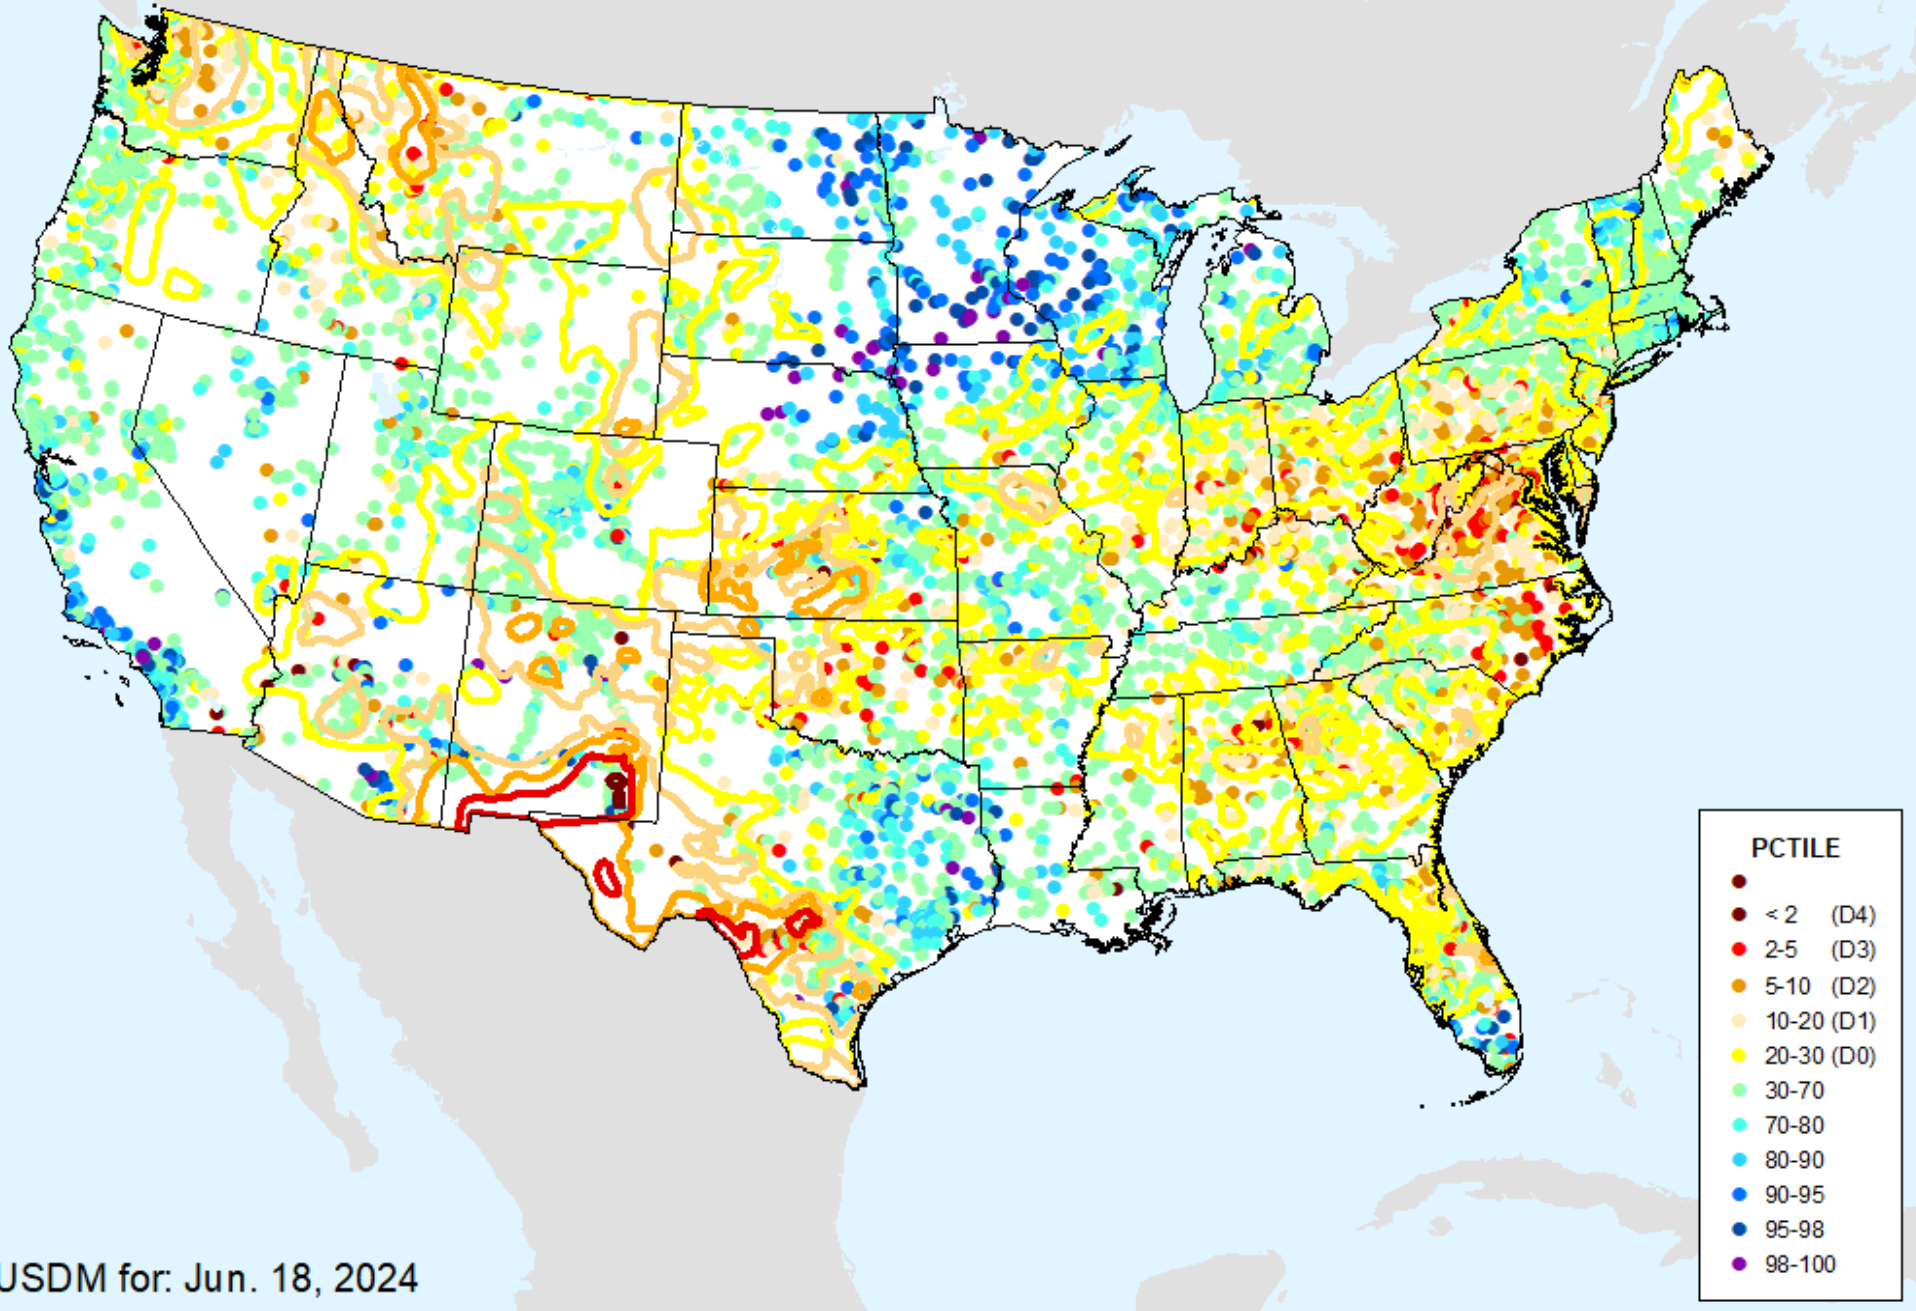 PCTILE
< 2 (D4)
2-5 (D3)
5-10 (D2)
10-20 (D1)
20-30 (D0)
30-70
70-80
80-90
90-95
95-98
98-100
USDM for: Jun. 18, 2024